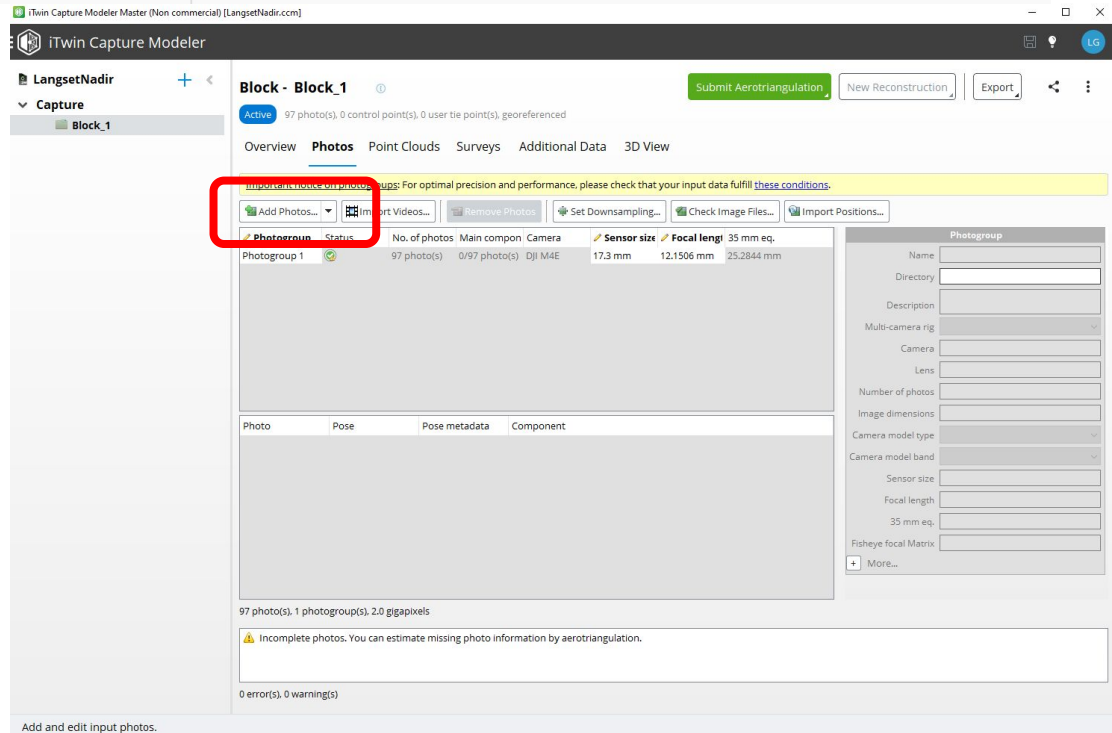 iTwin Capture Modeler Master (Non commercial) [LangsetNadir.ccm]
iTwin Capture Modeler
LG
LangsetNadir
Capture
Block_1
Block - Block_1
Submit Aerotriangulation
New Reconstruction
Export
Active 97 photo(s), 0 control point(s), 0 user tie point(s), georeferenced
Overview Photos Point Clouds Surveys Additional Data 3D View
Important notice on photogroups: For optimal precision and performance, please check that your input data fulfill these conditions.
Add Photos... Import Videos... Remove Photos Set Downsampling... Check Image Files... Import Positions...
Photogroup Status No. of photos Main compon Camera Sensor size Focal lengt 35 mm eq.
Photogroup 1 97 photo(s) 0/97 photo(s) DJI M4E 17.3 mm 12.1506 mm 25.2844 mm
Photogroup
Name
Directory
Description
Multi-camera rig
Camera
Lens
Number of photos
Image dimensions
Camera model type
Camera model band
Sensor size
Focal length
35 mm eq.
Fisheye focal Matrix
+ More...
Photo Pose Pose metadata Component
97 photo(s), 1 photogroup(s), 2.0 gigapixels
Incomplete photos. You can estimate missing photo information by aerotriangulation.
0 error(s), 0 warning(s)
Add and edit input photos.